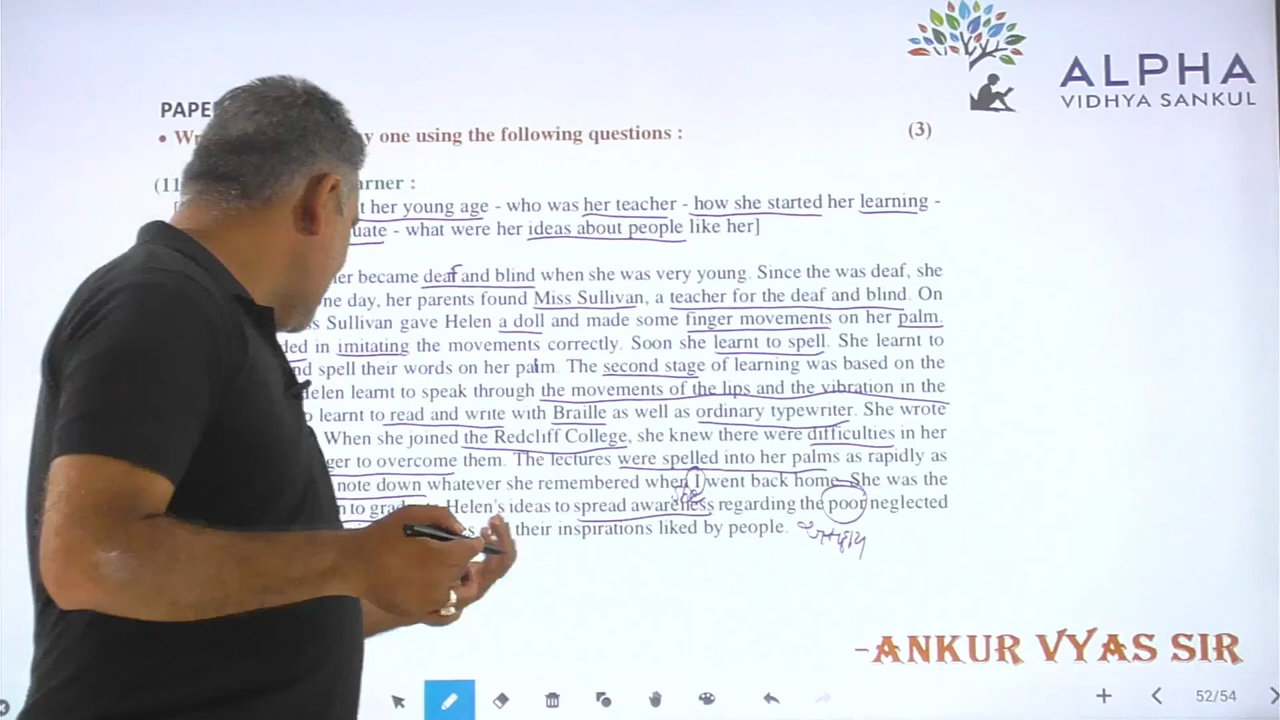 ALPHA
VIDHYA SANKUL
PAPE
• Wr y one using the following questions : (3)
(11 arner :
[ t her young age - who was her teacher - how she started her learning -
uate - what were her ideas about people like her]
er became deaf and blind when she was very young. Since the was deaf, she
ne day, her parents found Miss Sullivan, a teacher for the deaf and blind. On
ss Sullivan gave Helen a doll and made some finger movements on her palm.
ded in imitating the movements correctly. Soon she learnt to spell. She learnt to
nd spell their words on her palm. The second stage of learning was based on the
Helen learnt to speak through the movements of the lips and the vibration in the
o learnt to read and write with Braille as well as ordinary typewriter. She wrote
When she joined the Redcliff College, she knew there were difficulties in her
ger to overcome them. The lectures were spelled into her palms as rapidly as
note down whatever she remembered when I went back home. She was the
she
n to grad Helen's ideas to spread awareness regarding the poor neglected
their inspirations liked by people.
-ANKUR VYAS SIR
52/54